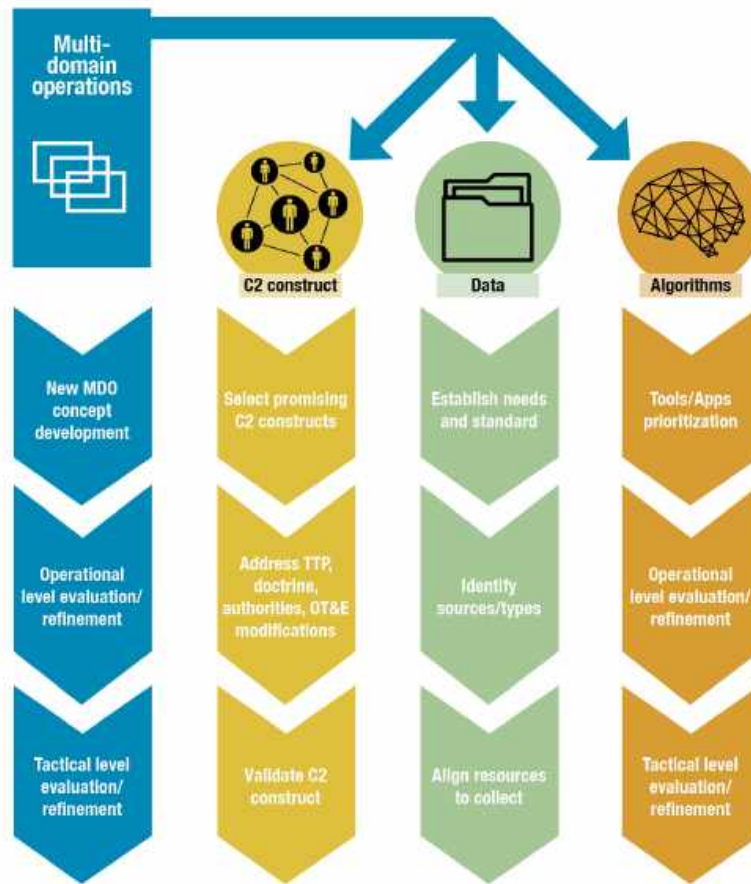 Multi-
domain
operations
C2 construct
Data
Algorithms
New MDO
concept
development
Select promising
C2 constructs
Establish needs
and standard
Tools/Apps
prioritization
Operational
level evaluation/
refinement
Address TTP,
doctrine,
authorities, OT&E
modifications
Identify
sources/types
Operational
level evaluation/
refinement
Tactical level
evaluation/
refinement
Validate C2
construct
Align resources
to collect
Tactical level
evaluation/
refinement